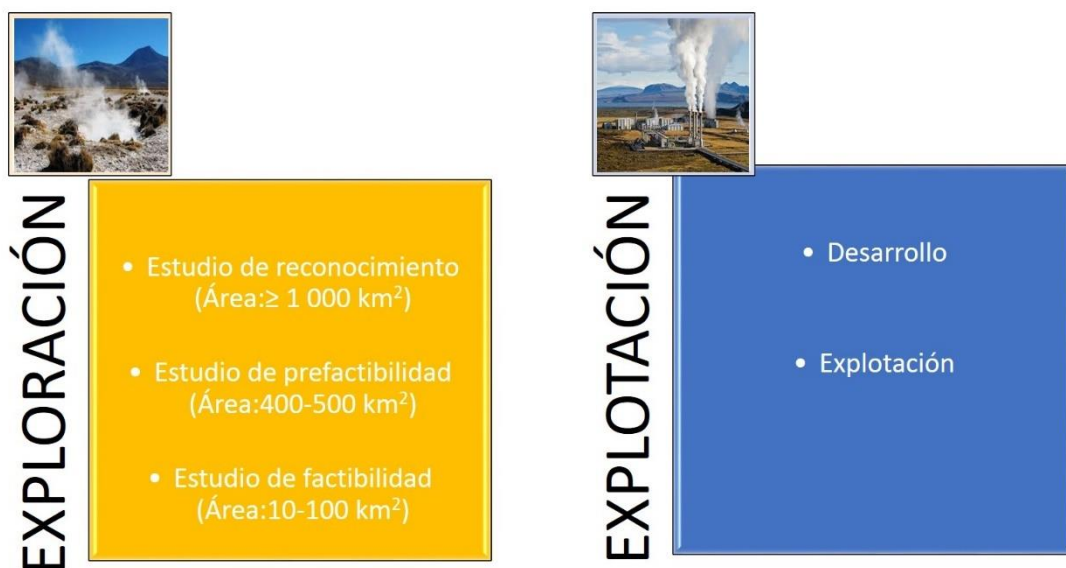 EXPLORACIÓN
• Estudio de reconocimiento
(Área:≥ 1 000 km²)
• Estudio de prefactibilidad
(Área:400-500 km²)
• Estudio de factibilidad
(Área:10-100 km²)
EXPLOTACIÓN
• Desarrollo
• Explotación